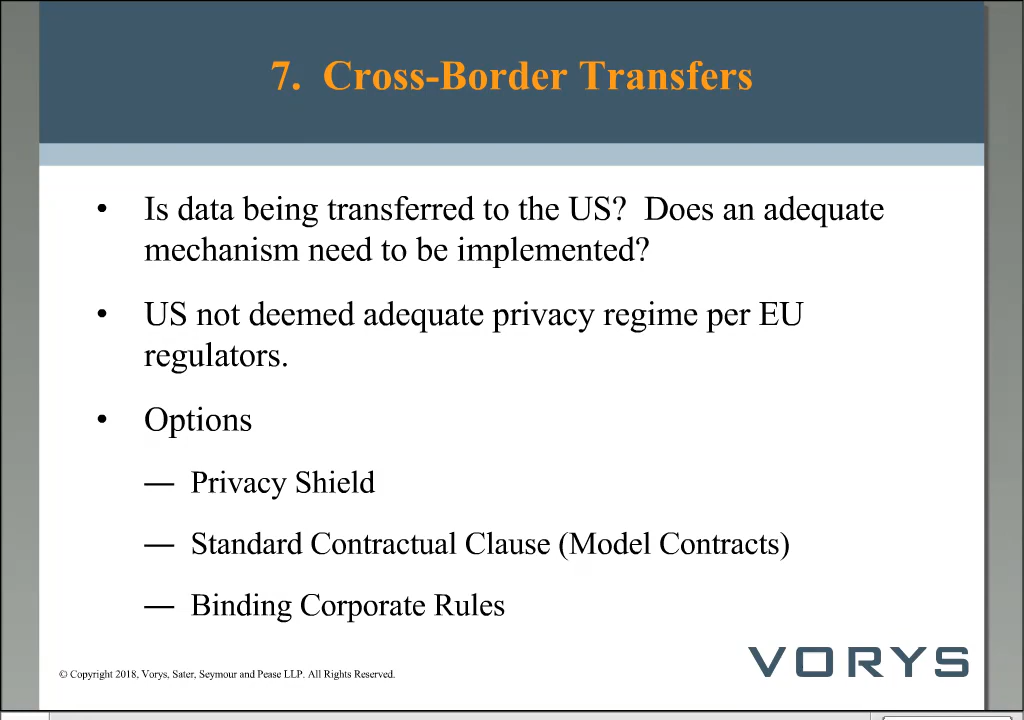 7. Cross-Border Transfers
• Is data being transferred to the US? Does an adequate
mechanism need to be implemented?
• US not deemed adequate privacy regime per EU
regulators.
• Options
— Privacy Shield
— Standard Contractual Clause (Model Contracts)
— Binding Corporate Rules
VORYS
© Copyright 2018, Vorys, Sater, Seymour and Pease LLP. All Rights Reserved.